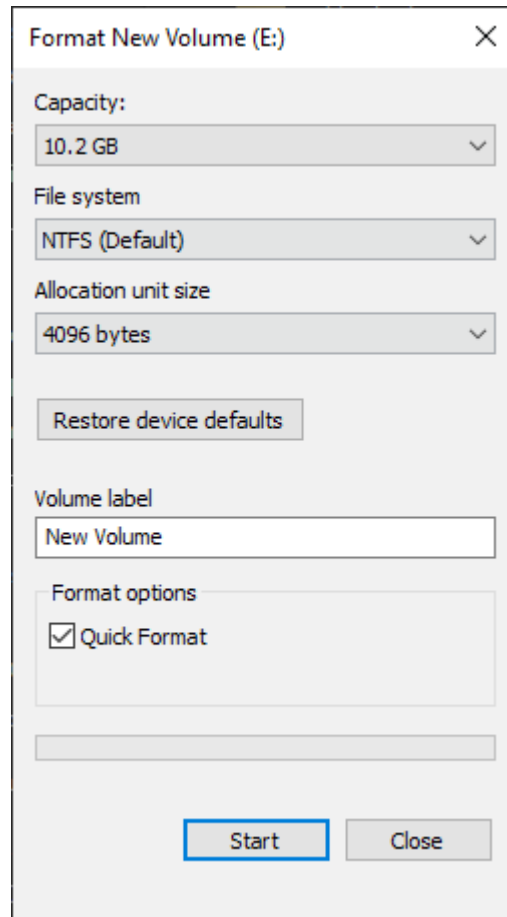 Format New Volume (E:)
Capacity:
10.2 GB
File system
NTFS (Default)
Allocation unit size
4096 bytes
Restore device defaults
Volume label
New Volume
Format options
Quick Format
Start
Close